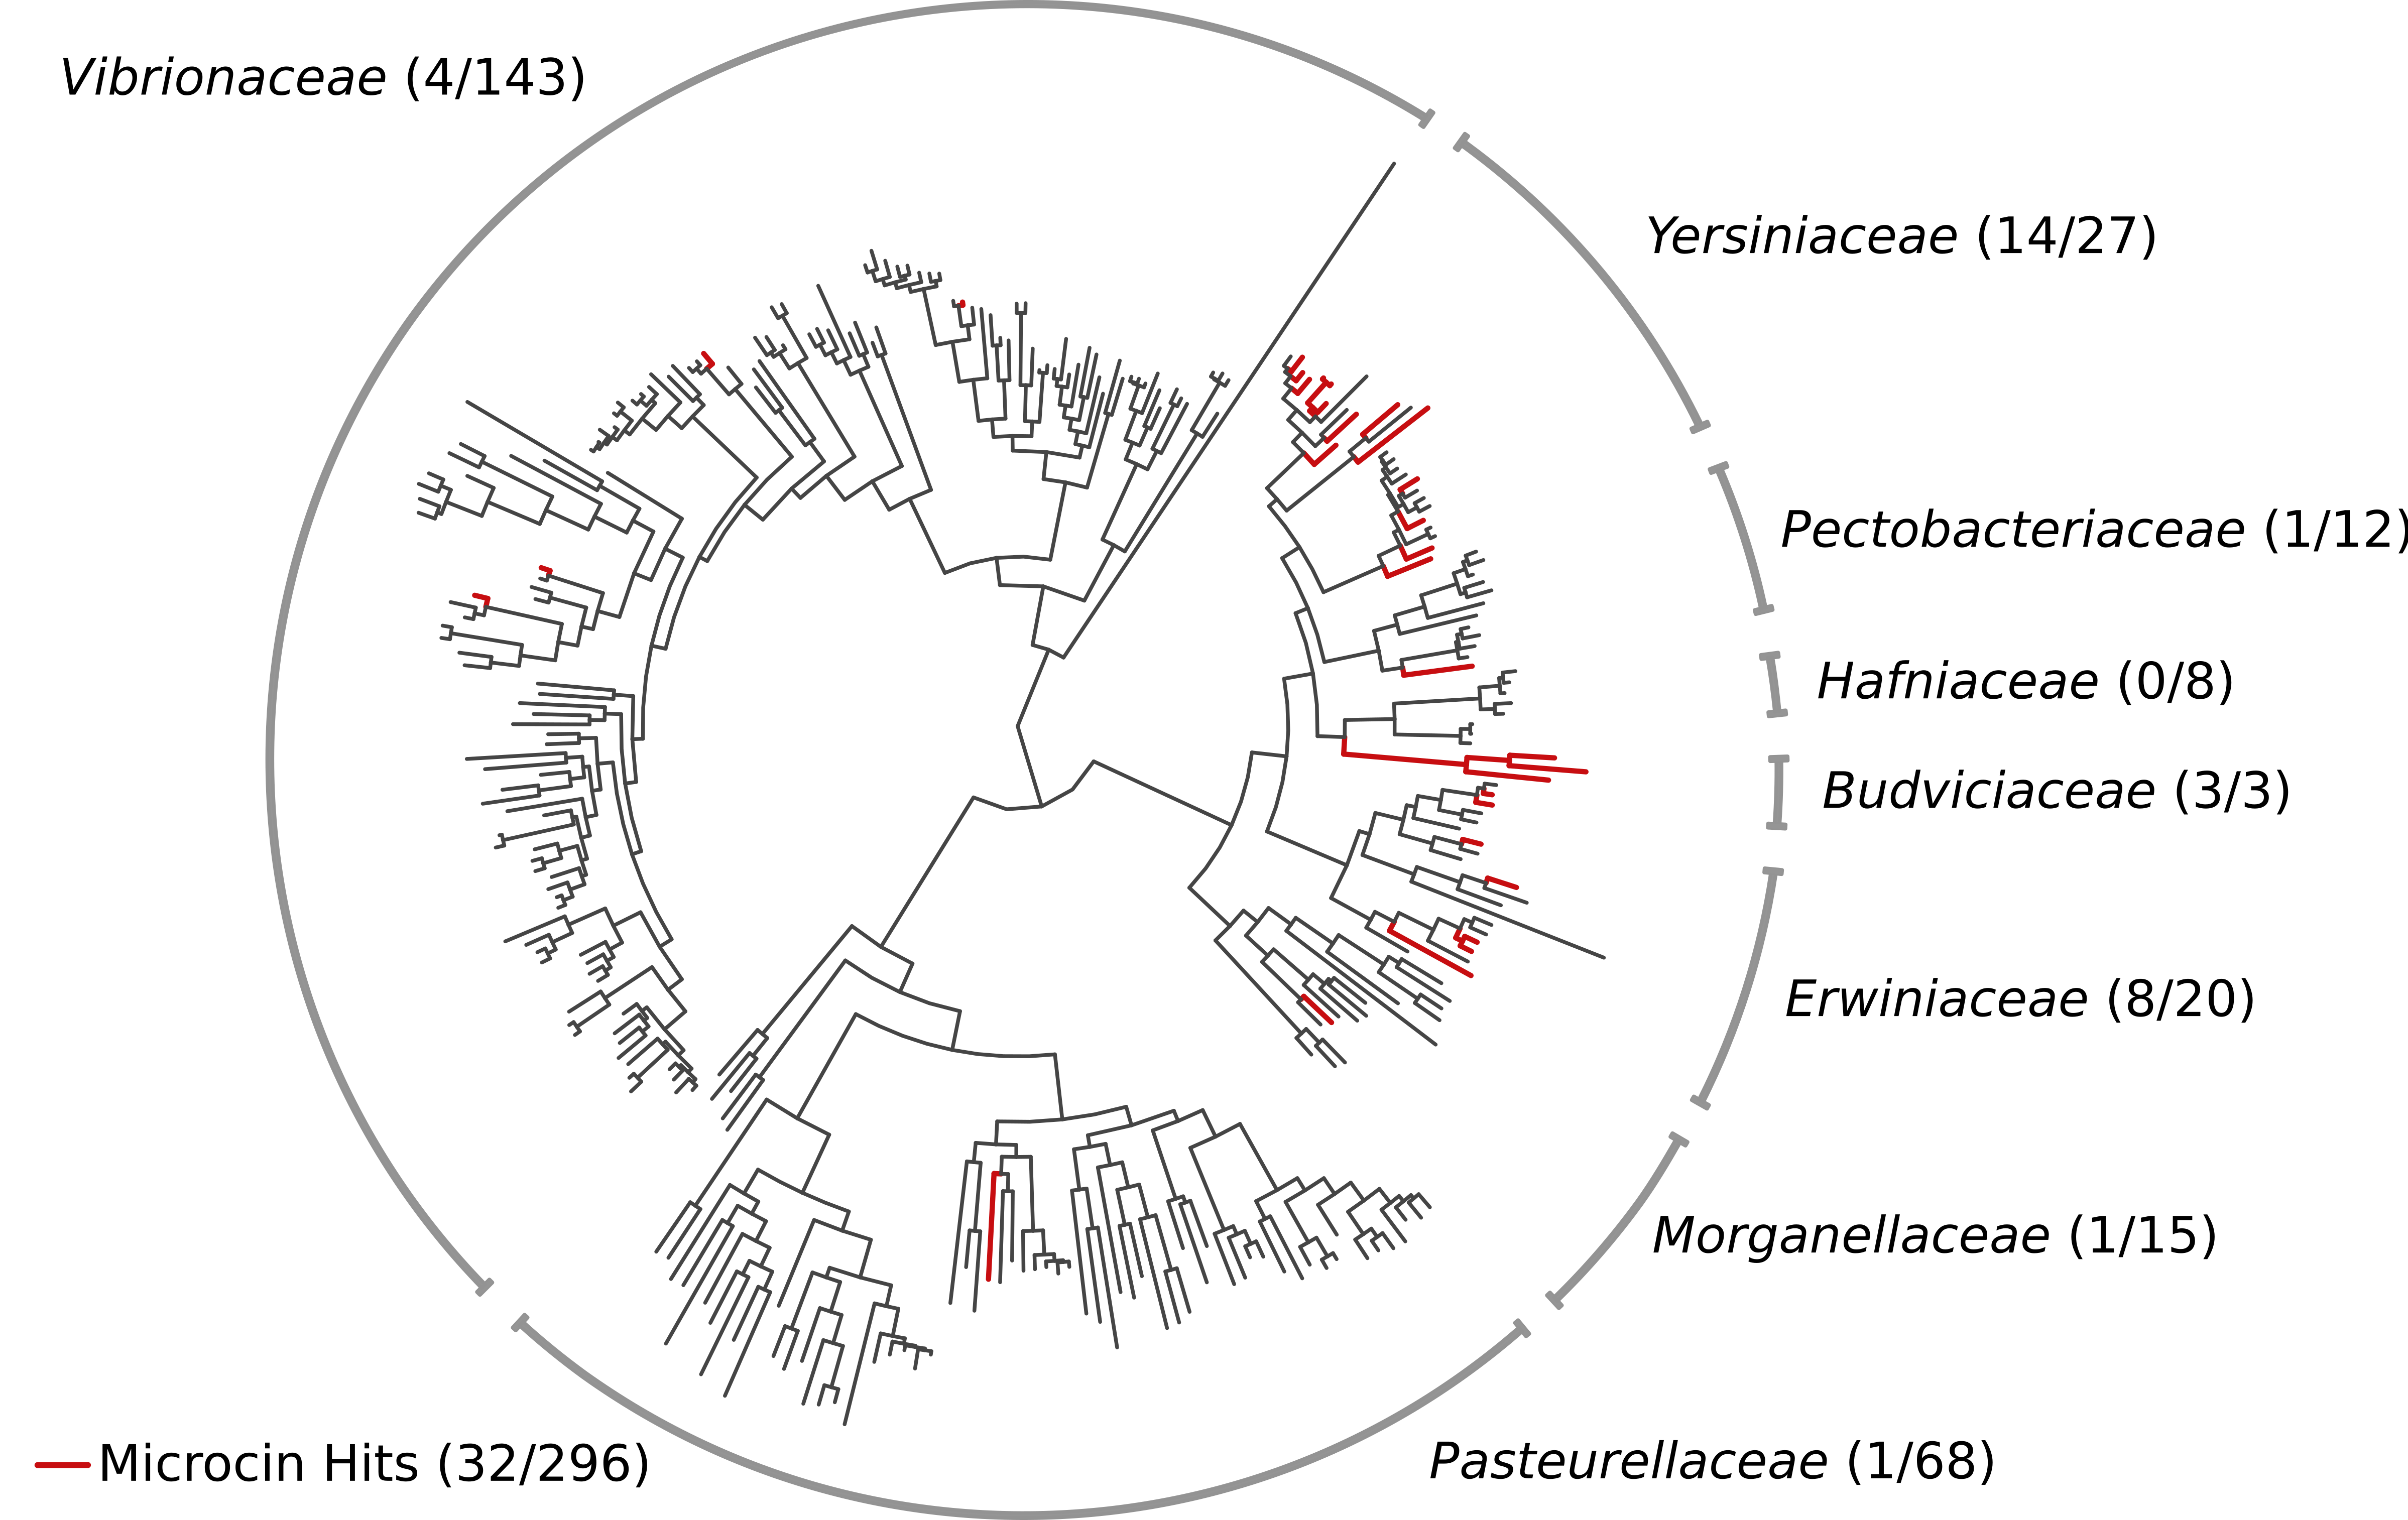 Vibrionaceae (4/143)
Yersiniaceae (14/27)
Pectobacteriaceae (1/12)
Hafniaceae (0/8)
Budviciaceae (3/3)
Erwiniaceae (8/20)
Morganellaceae (1/15)
Pasteurellaceae (1/68)
Microcin Hits (32/296)